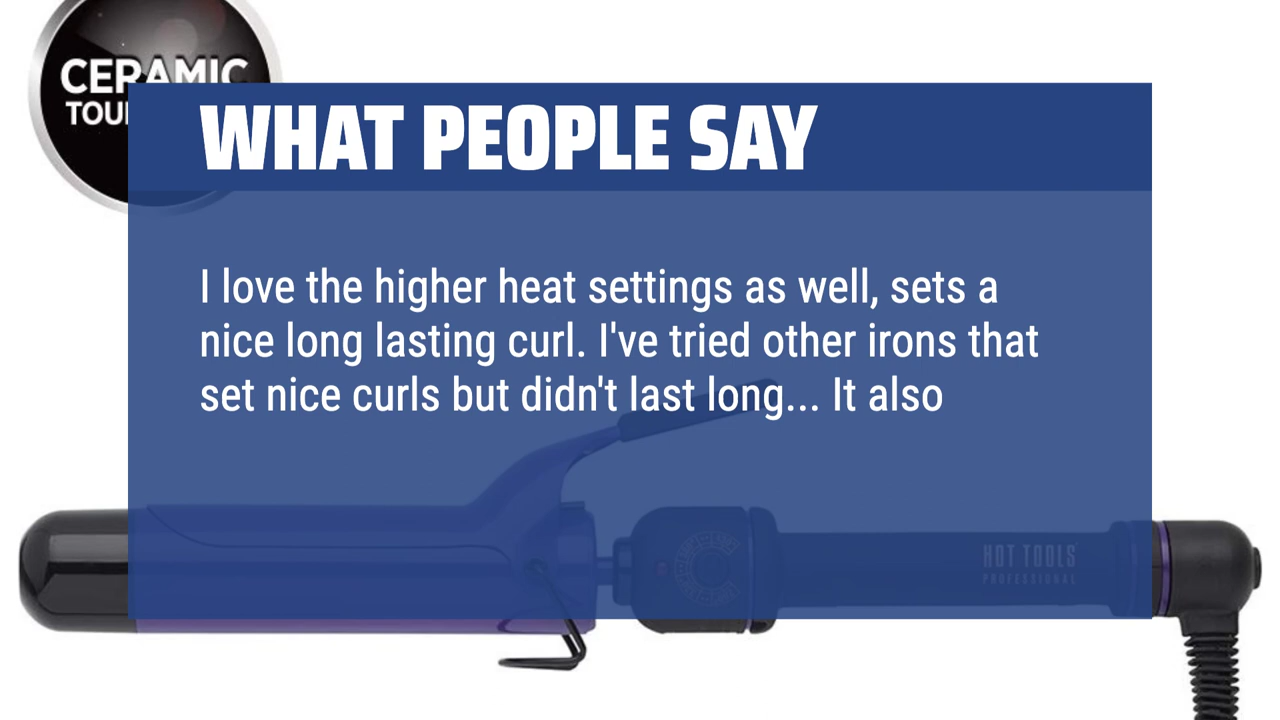 CERAMIC
WHAT PEOPLE SAY
I love the higher heat settings as well, sets a
nice long lasting curl. I've tried other irons that
set nice curls but didn't last long... It also
HOT TOOLS
PROFESSIONAL